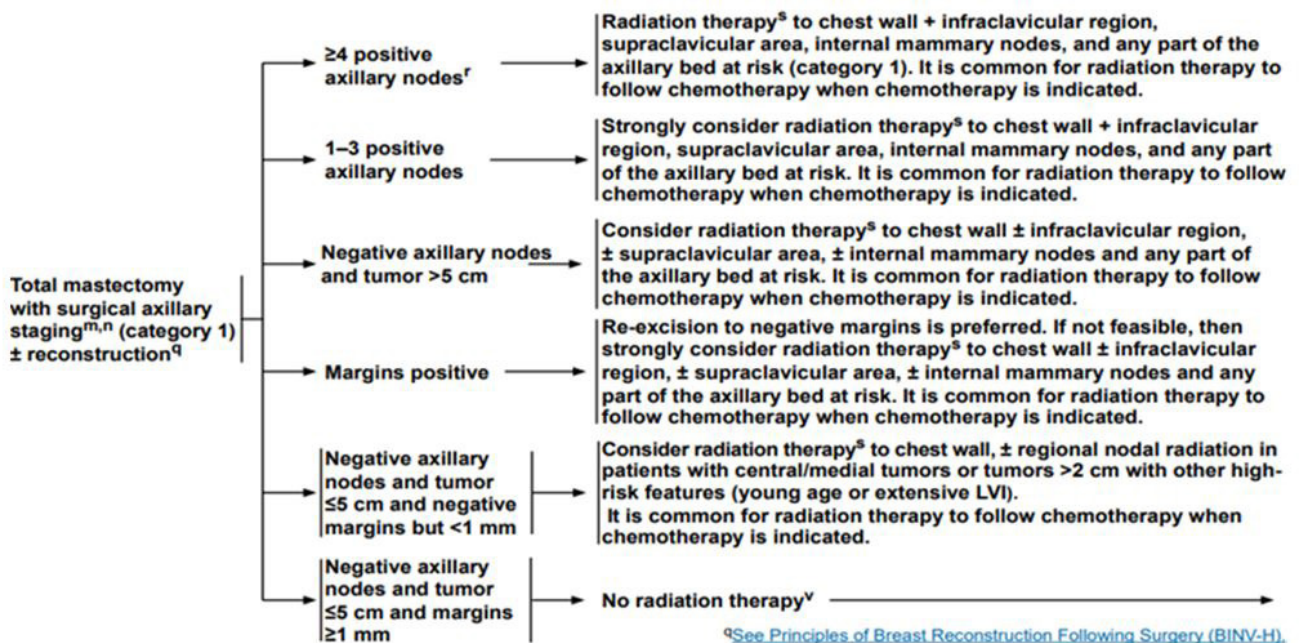 Total mastectomy
with surgical axillary
staging^m,n (category 1)
± reconstruction^q
≥4 positive
axillary nodes^r
Radiation therapy^s to chest wall + infraclavicular region,
supraclavicular area, internal mammary nodes, and any part of the
axillary bed at risk (category 1). It is common for radiation therapy to
follow chemotherapy when chemotherapy is indicated.
1–3 positive
axillary nodes
Strongly consider radiation therapy^s to chest wall + infraclavicular
region, supraclavicular area, internal mammary nodes, and any part
of the axillary bed at risk. It is common for radiation therapy to follow
chemotherapy when chemotherapy is indicated.
Negative axillary nodes
and tumor >5 cm
Consider radiation therapy^s to chest wall ± infraclavicular region,
± supraclavicular area, ± internal mammary nodes and any part of
the axillary bed at risk. It is common for radiation therapy to follow
chemotherapy when chemotherapy is indicated.
Margins positive
Re-excision to negative margins is preferred. If not feasible, then
strongly consider radiation therapy^s to chest wall ± infraclavicular
region, ± supraclavicular area, ± internal mammary nodes and any
part of the axillary bed at risk. It is common for radiation therapy to
follow chemotherapy when chemotherapy is indicated.
Negative axillary
nodes and tumor
≤5 cm and negative
margins but <1 mm
Consider radiation therapy^s to chest wall, ± regional nodal radiation in
patients with central/medial tumors or tumors >2 cm with other high-
risk features (young age or extensive LVI).
It is common for radiation therapy to follow chemotherapy when
chemotherapy is indicated.
Negative axillary
nodes and tumor
≤5 cm and margins
≥1 mm
No radiation therapy^v
^qSee Principles of Breast Reconstruction Following Surgery (BINV-H).